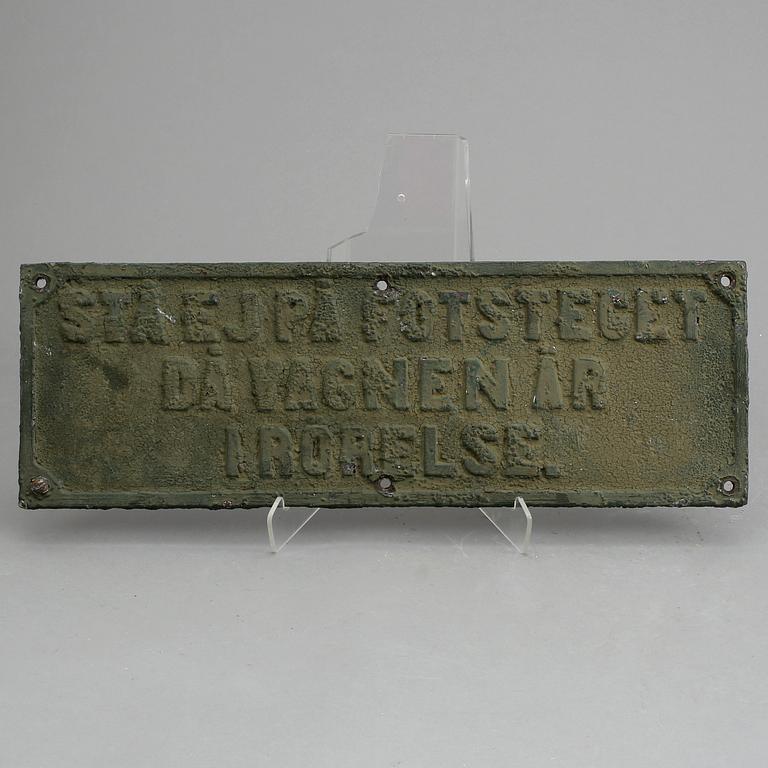 STÅ EJ PÅ FOTSTEGET
DÅ VAGNEN ÄR
I RÖRELSE.